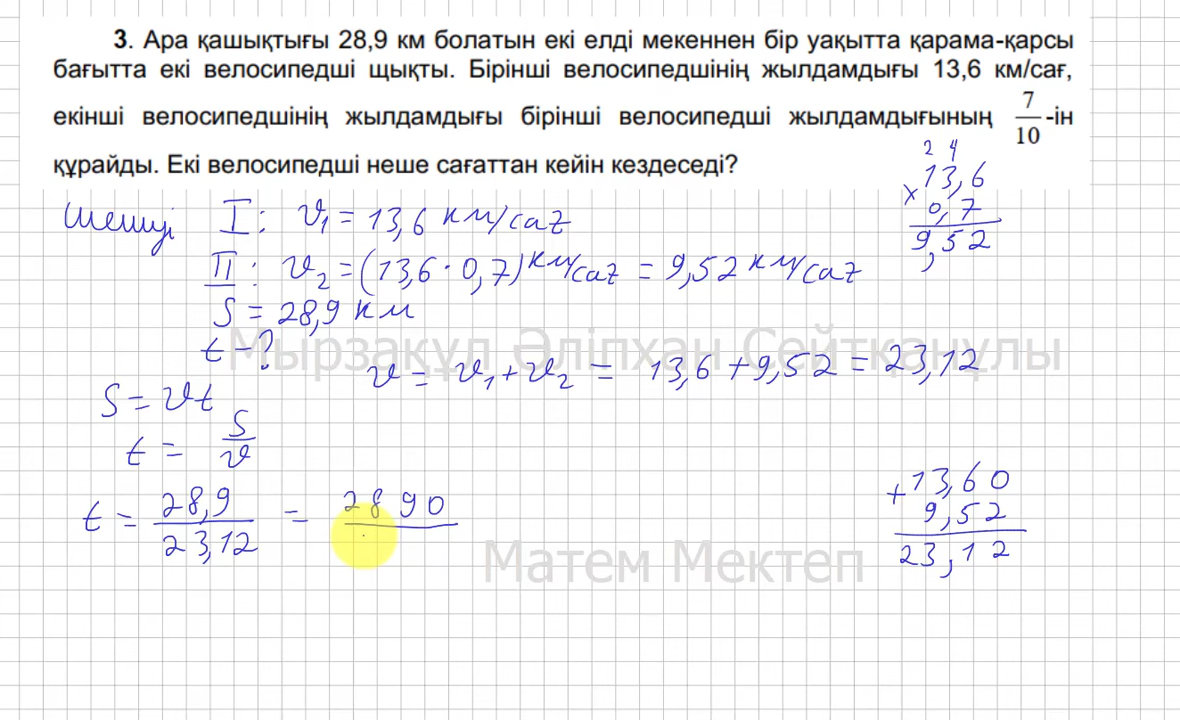 3. Ара қашықтығы 28,9 км болатын екі елді мекеннен бір уақытта қарама-қарсы
бағытта екі велосипедші щықты. Бірінші велосипедшінің жылдамдығы 13,6 км/сағ,
екінші велосипедшінің жылдамдығы бірінші велосипедші жылдамдығының 7/10-ін
құрайды. Екі велосипедші неше сағаттан кейін кездеседі?
2 4
13,6
× 0,7
9,52
Шешуі I: v₁ = 13,6 км/сағ
II: v₂ = (13,6 · 0,7) км/сағ = 9,52 км/сағ
S = 28,9 км
t – ?
Мырзақұл Әліпхан Сейтқанұлы
v = v₁ + v₂ = 13,6 + 9,52 = 23,12
S = vt
t = S/v
t = 28,9/23,12 = 2890
+ 13,60
9,52
23,12
Матем Мектеп